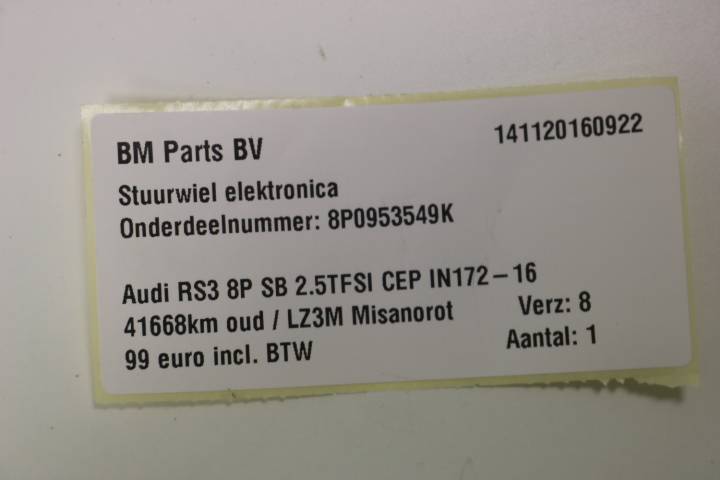 BM Parts BV 141120160922
Stuurwiel elektronica
Onderdeelnummer: 8P0953549K
Audi RS3 8P SB 2.5TFSI CEP IN172-16
41668km oud / LZ3M Misanorot Verz: 8
99 euro incl. BTW Aantal: 1